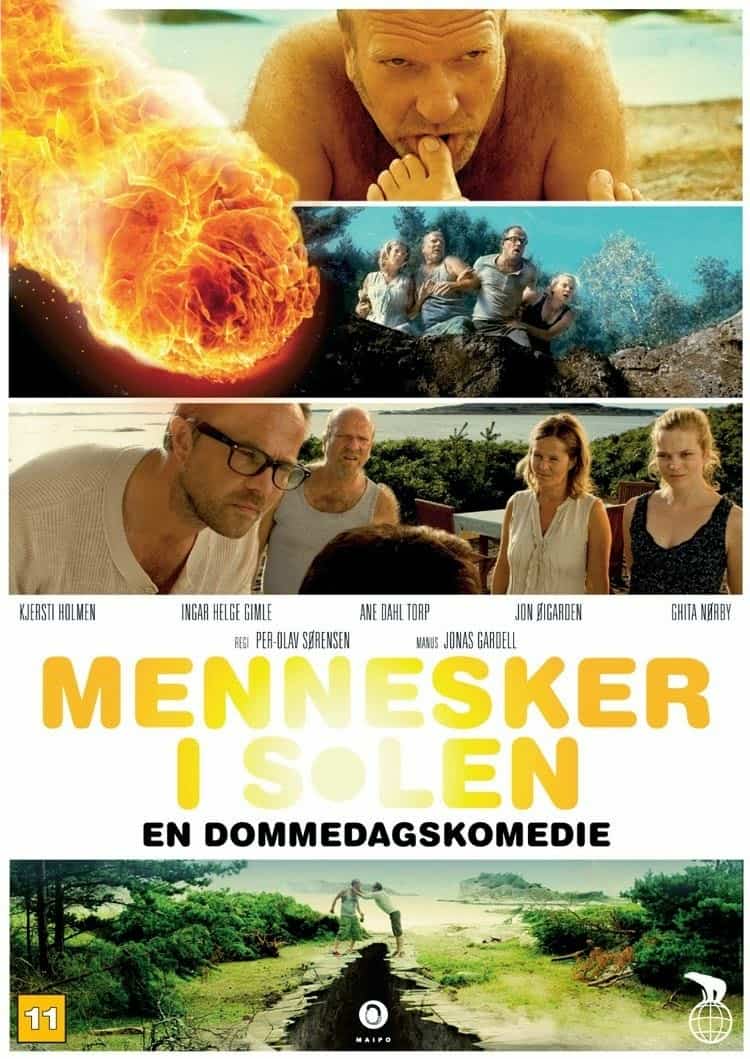 KJERSTI HOLMEN INGAR HELGE GIMLE ANE DAHL TORP JON ØIGARDEN GHITA NØRBY
REGI PER-OLAV SØRENSEN MANUS JONAS GARDELL
MENNESKER
I SOLEN
EN DOMMEDAGSKOMEDIE
11
MAIPO